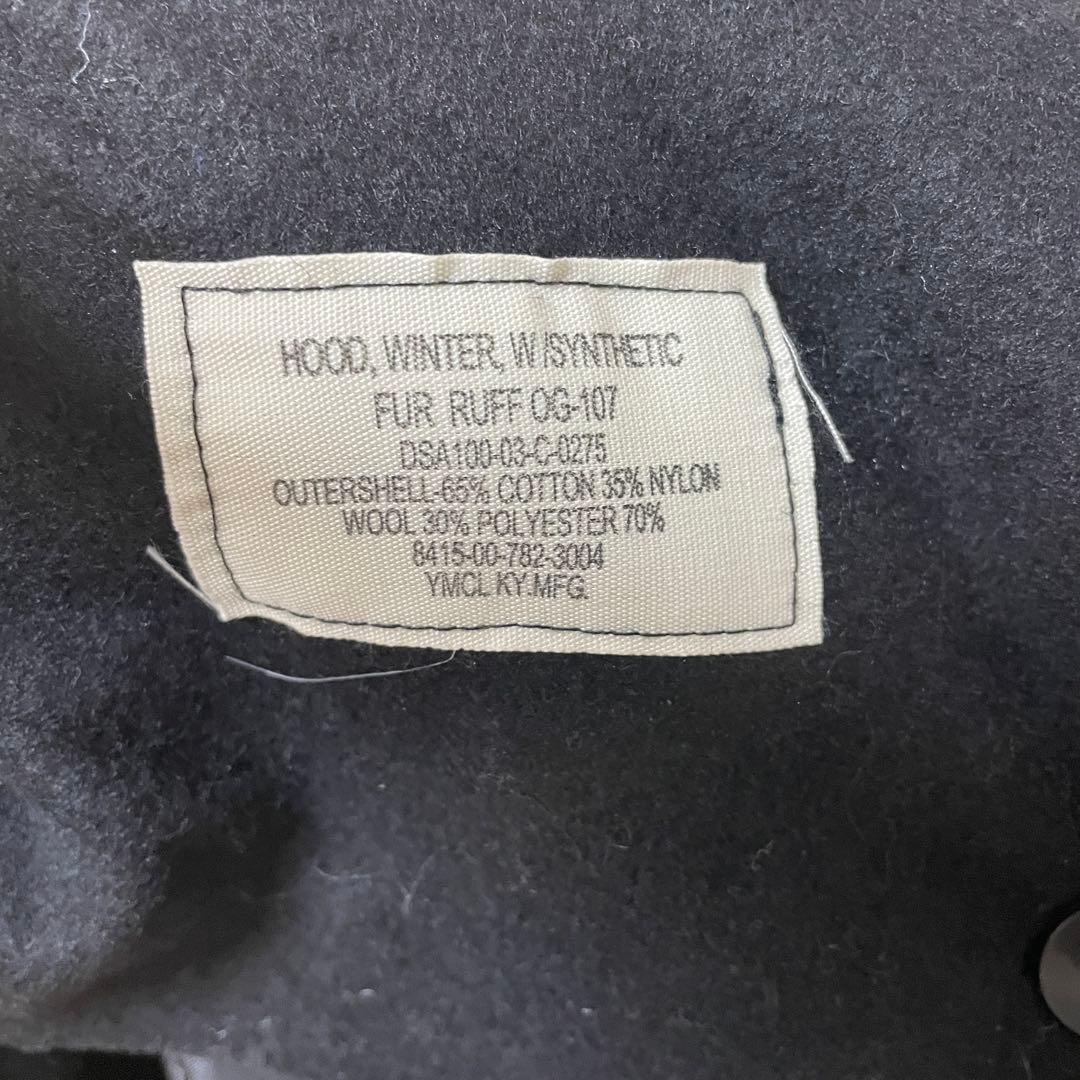 HOOD, WINTER, W/SYNTHETIC
FUR RUFF OG-107
DSA100-03-C-0275
OUTERSHELL-65% COTTON 35% NYLON
WOOL 30% POLYESTER 70%
8415-00-782-3004
YMCL KY.MFG.